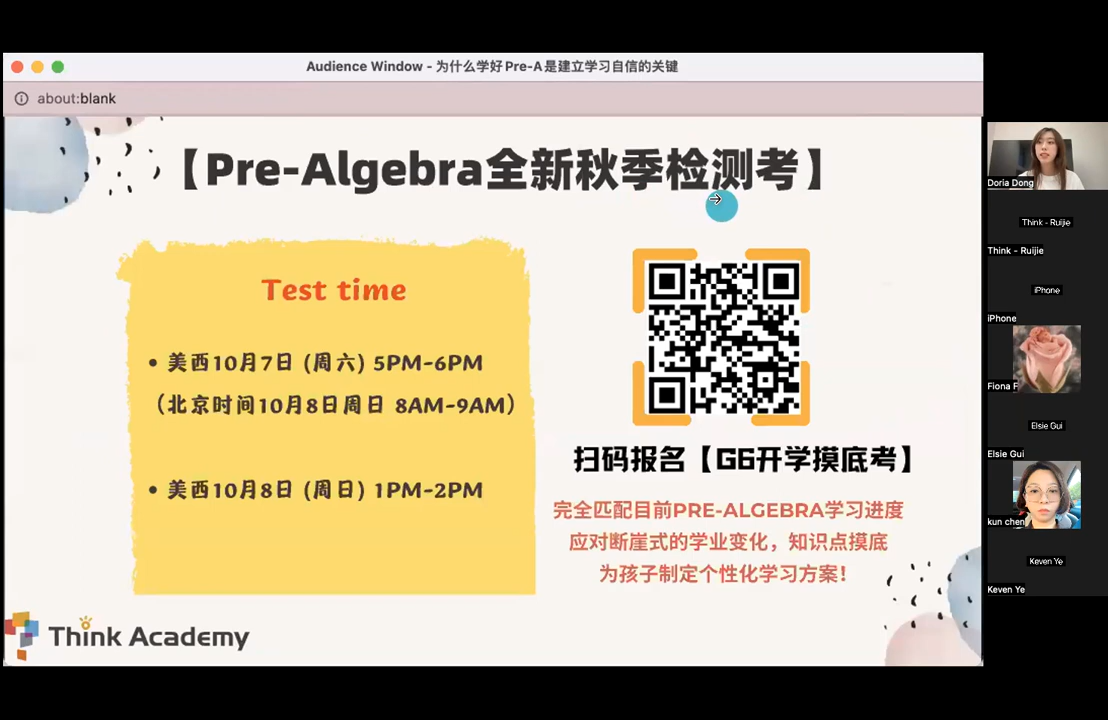 Audience Window - 为什么学好Pre-A是建立学习自信的关键
about:blank
【Pre-Algebra全新秋季检测考】
Test time
• 美西10月7日 (周六) 5PM-6PM
（北京时间10月8日周日 8AM-9AM）
• 美西10月8日 (周日) 1PM-2PM
扫码报名【G6开学摸底考】
完全匹配目前PRE-ALGEBRA学习进度
应对断崖式的学业变化，知识点摸底
为孩子制定个性化学习方案！
Think Academy
Doria Dong
Think - Ruijie
Think - Ruijie
iPhone
iPhone
Fiona F
Elsie Gui
Elsie Gui
kun chen
Keven Ye
Keven Ye